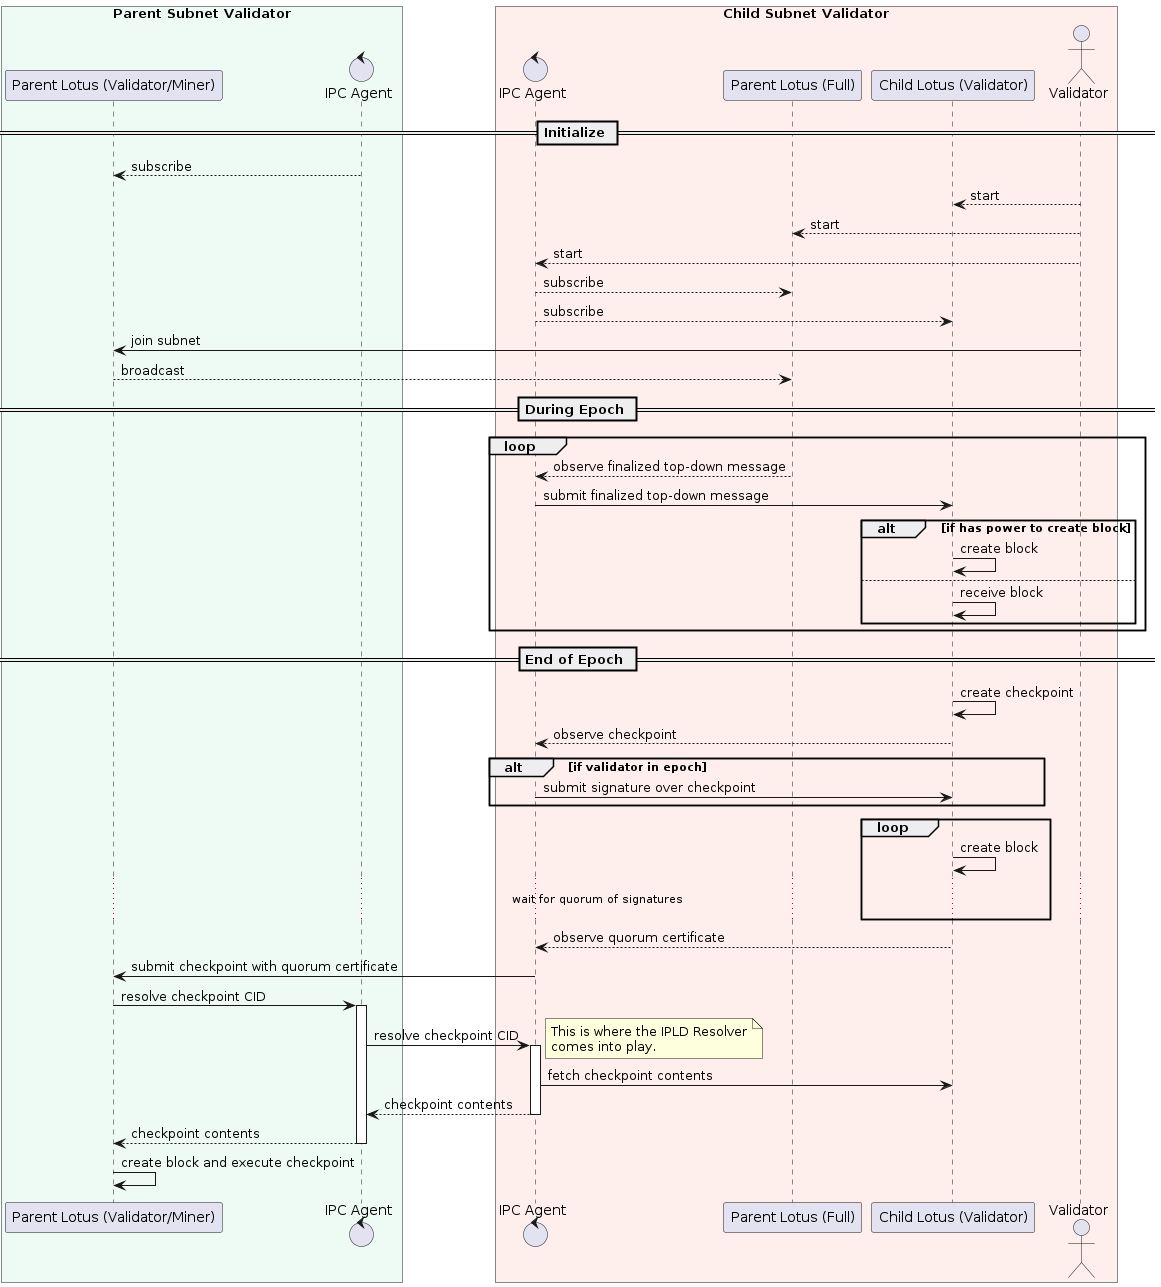 Parent Subnet Validator
Child Subnet Validator
Parent Lotus (Validator/Miner)
IPC Agent
IPC Agent
Parent Lotus (Full)
Child Lotus (Validator)
Validator
Initialize
subscribe
start
start
start
subscribe
subscribe
join subnet
broadcast
During Epoch
loop
observe finalized top-down message
submit finalized top-down message
alt
[if has power to create block]
create block
receive block
End of Epoch
create checkpoint
observe checkpoint
alt
[if validator in epoch]
submit signature over checkpoint
loop
create block
wait for quorum of signatures
observe quorum certificate
submit checkpoint with quorum certificate
resolve checkpoint CID
This is where the IPLD Resolver
comes into play.
resolve checkpoint CID
fetch checkpoint contents
checkpoint contents
checkpoint contents
create block and execute checkpoint
Parent Lotus (Validator/Miner)
IPC Agent
IPC Agent
Parent Lotus (Full)
Child Lotus (Validator)
Validator